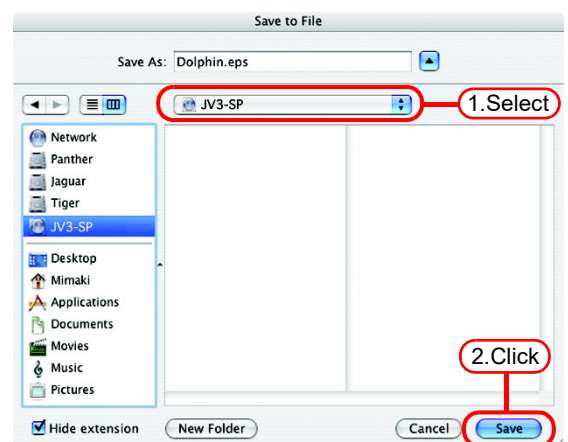 Save to File
Save As: Dolphin.eps
JV3-SP
1.Select
Network
Panther
Jaguar
Tiger
JV3-SP
Desktop
Mimaki
Applications
Documents
Movies
Music
Pictures
2.Click
Hide extension New Folder Cancel Save